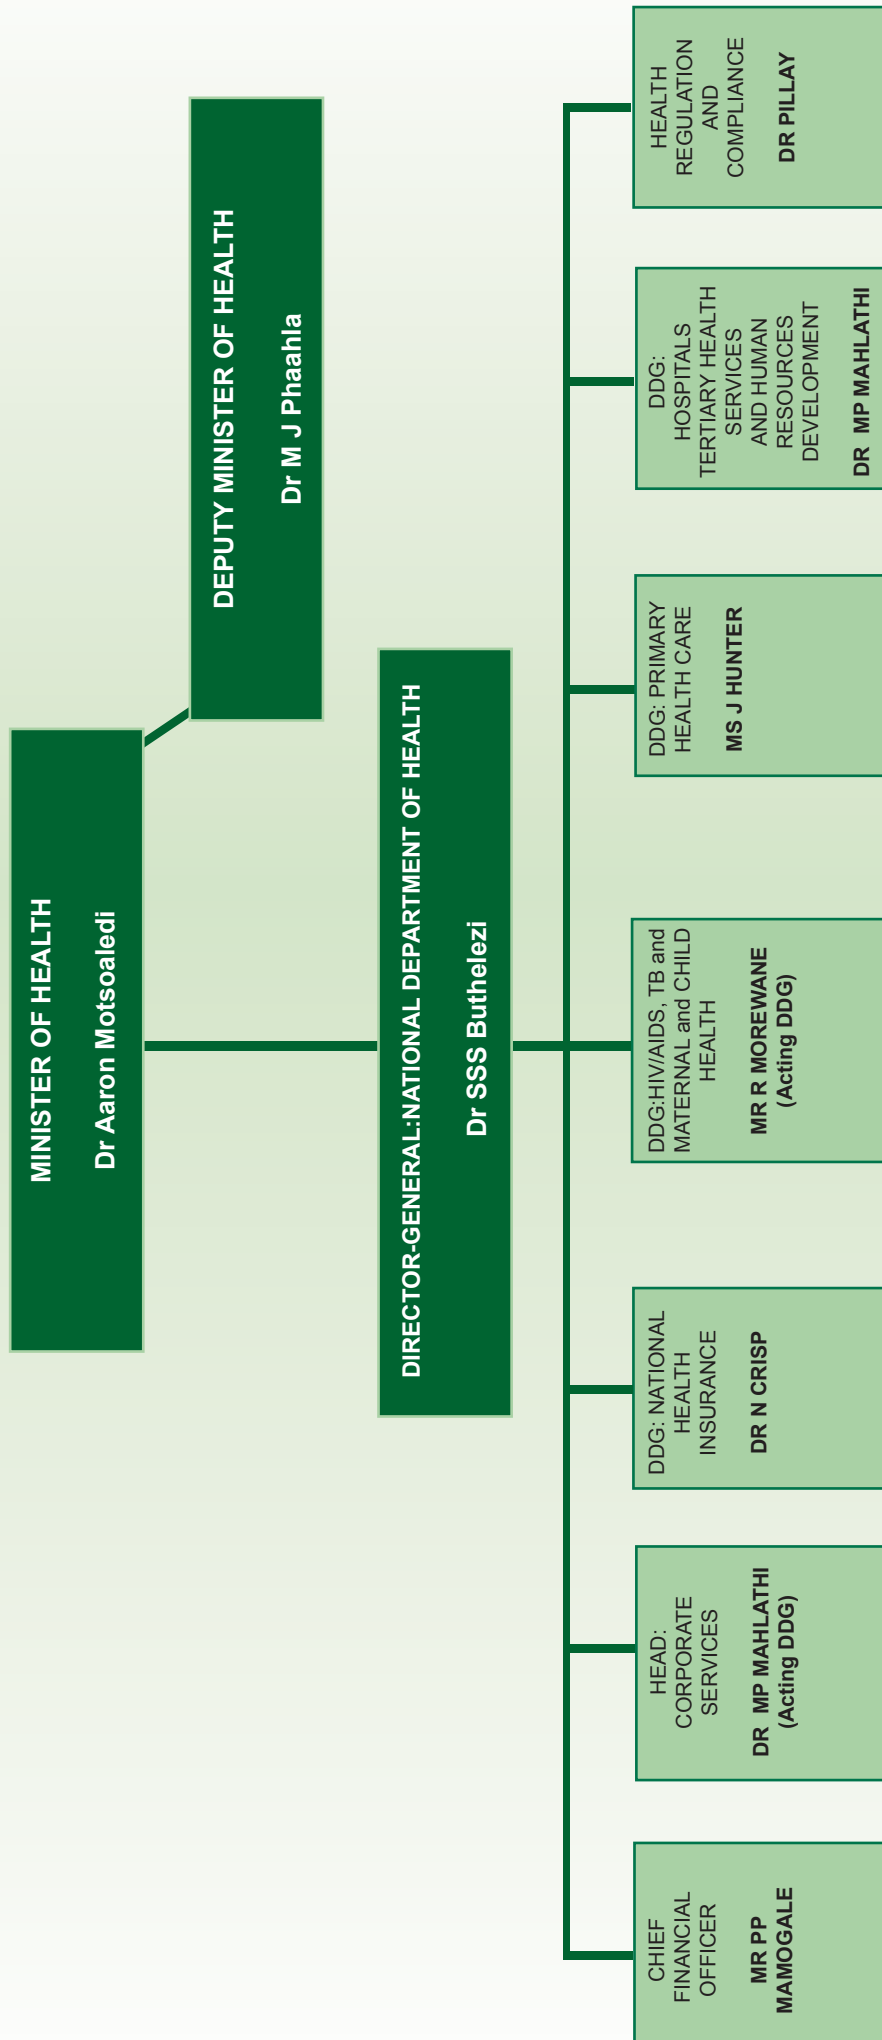 MINISTER OF HEALTH
Dr Aaron Motsoaledi
DEPUTY MINISTER OF HEALTH
Dr M J Phaahla
DIRECTOR-GENERAL:NATIONAL DEPARTMENT OF HEALTH
Dr SSS Buthelezi
CHIEF
FINANCIAL
OFFICER
MR PP
MAMOGALE
HEAD:
CORPORATE
SERVICES
DR MP MAHLATHI
(Acting DDG)
DDG: NATIONAL
HEALTH
INSURANCE
DR N CRISP
DDG:HIV/AIDS, TB and
MATERNAL and CHILD
HEALTH
MR R MOREWANE
(Acting DDG)
DDG: PRIMARY
HEALTH CARE
MS J HUNTER
DDG:
HOSPITALS
TERTIARY HEALTH
SERVICES
AND HUMAN
RESOURCES
DEVELOPMENT
DR MP MAHLATHI
HEALTH
REGULATION
AND
COMPLIANCE
DR PILLAY